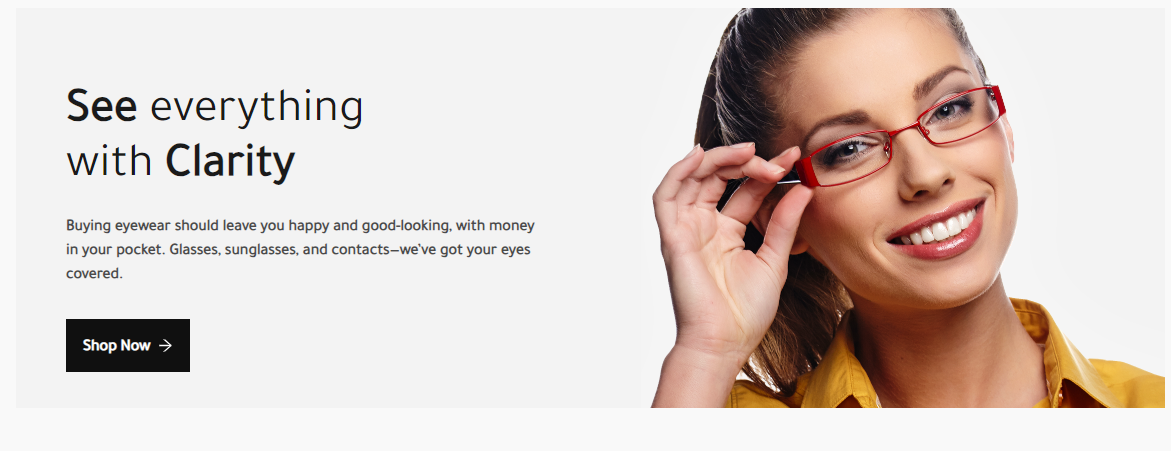 See everything
with Clarity
Buying eyewear should leave you happy and good-looking, with money
in your pocket. Glasses, sunglasses, and contacts—we've got your eyes
covered.
Shop Now →